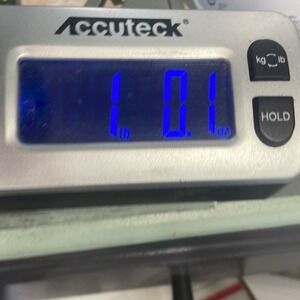 Accuteck®
kg lb
1 lb 0.1 oz
HOLD